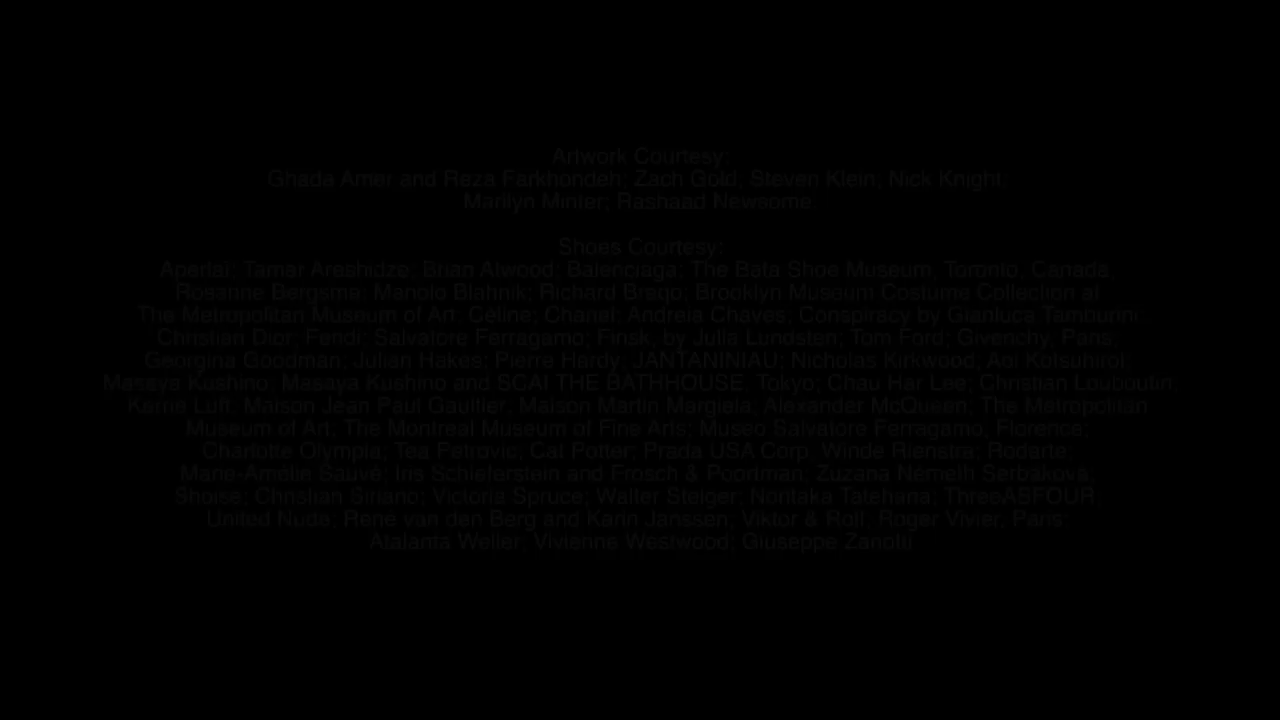 Artwork Courtesy:
Ghada Amer and Reza Farkhondeh; Zach Gold; Steven Klein; Nick Knight;
Marilyn Minter; Rashaad Newsome.
Shoes Courtesy:
Aperlaï; Tamar Areshidze; Brian Atwood; Balenciaga; The Bata Shoe Museum, Toronto, Canada;
Rosanne Bergsma; Manolo Blahnik; Richard Braqo; Brooklyn Museum Costume Collection at
The Metropolitan Museum of Art; Céline; Chanel; Andreia Chaves; Conspiracy by Gianluca Tamburini;
Christian Dior; Fendi; Salvatore Ferragamo; Finsk, by Julia Lundsten; Tom Ford; Givenchy, Paris;
Georgina Goodman; Julian Hakes; Pierre Hardy; JANTAMINIAU; Nicholas Kirkwood; Aoi Kotsuhiroi;
Masaya Kushino; Masaya Kushino and SCAI THE BATHHOUSE, Tokyo; Chau Har Lee; Christian Louboutin
Kerrie Luft; Maison Jean Paul Gaultier; Maison Martin Margiela; Alexander McQueen; The Metropolitan
Museum of Art; The Montreal Museum of Fine Arts; Museo Salvatore Ferragamo, Florence;
Charlotte Olympia; Tea Petrovic; Cat Potter; Prada USA Corp; Winde Rienstra; Rodarte;
Marie-Amélie Sauvé; Iris Schieferstein and Frosch & Poortman; Zuzana Németh Serbáková;
Shoise; Christian Siriano; Victoria Spruce; Walter Steiger; Noritaka Tatehana; ThreeASFOUR;
United Nude; René van den Berg and Karin Janssen; Viktor & Rolf; Roger Vivier, Paris;
Atalanta Weller; Vivienne Westwood; Giuseppe Zanotti